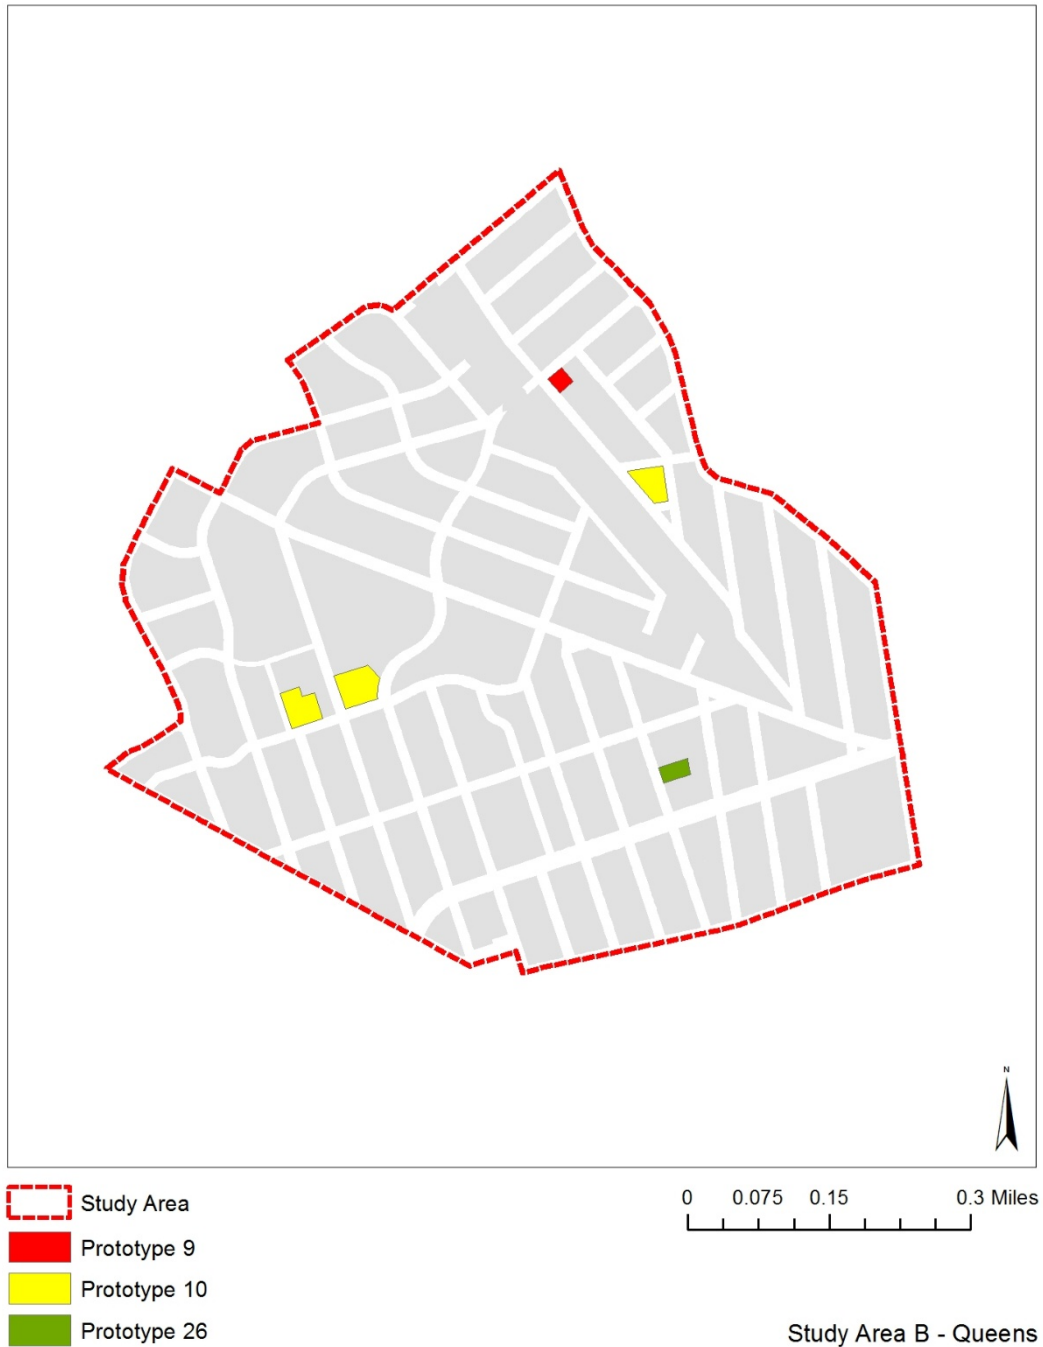 N
Study Area
Prototype 9
Prototype 10
Prototype 26
0 0.075 0.15 0.3 Miles
Study Area B - Queens